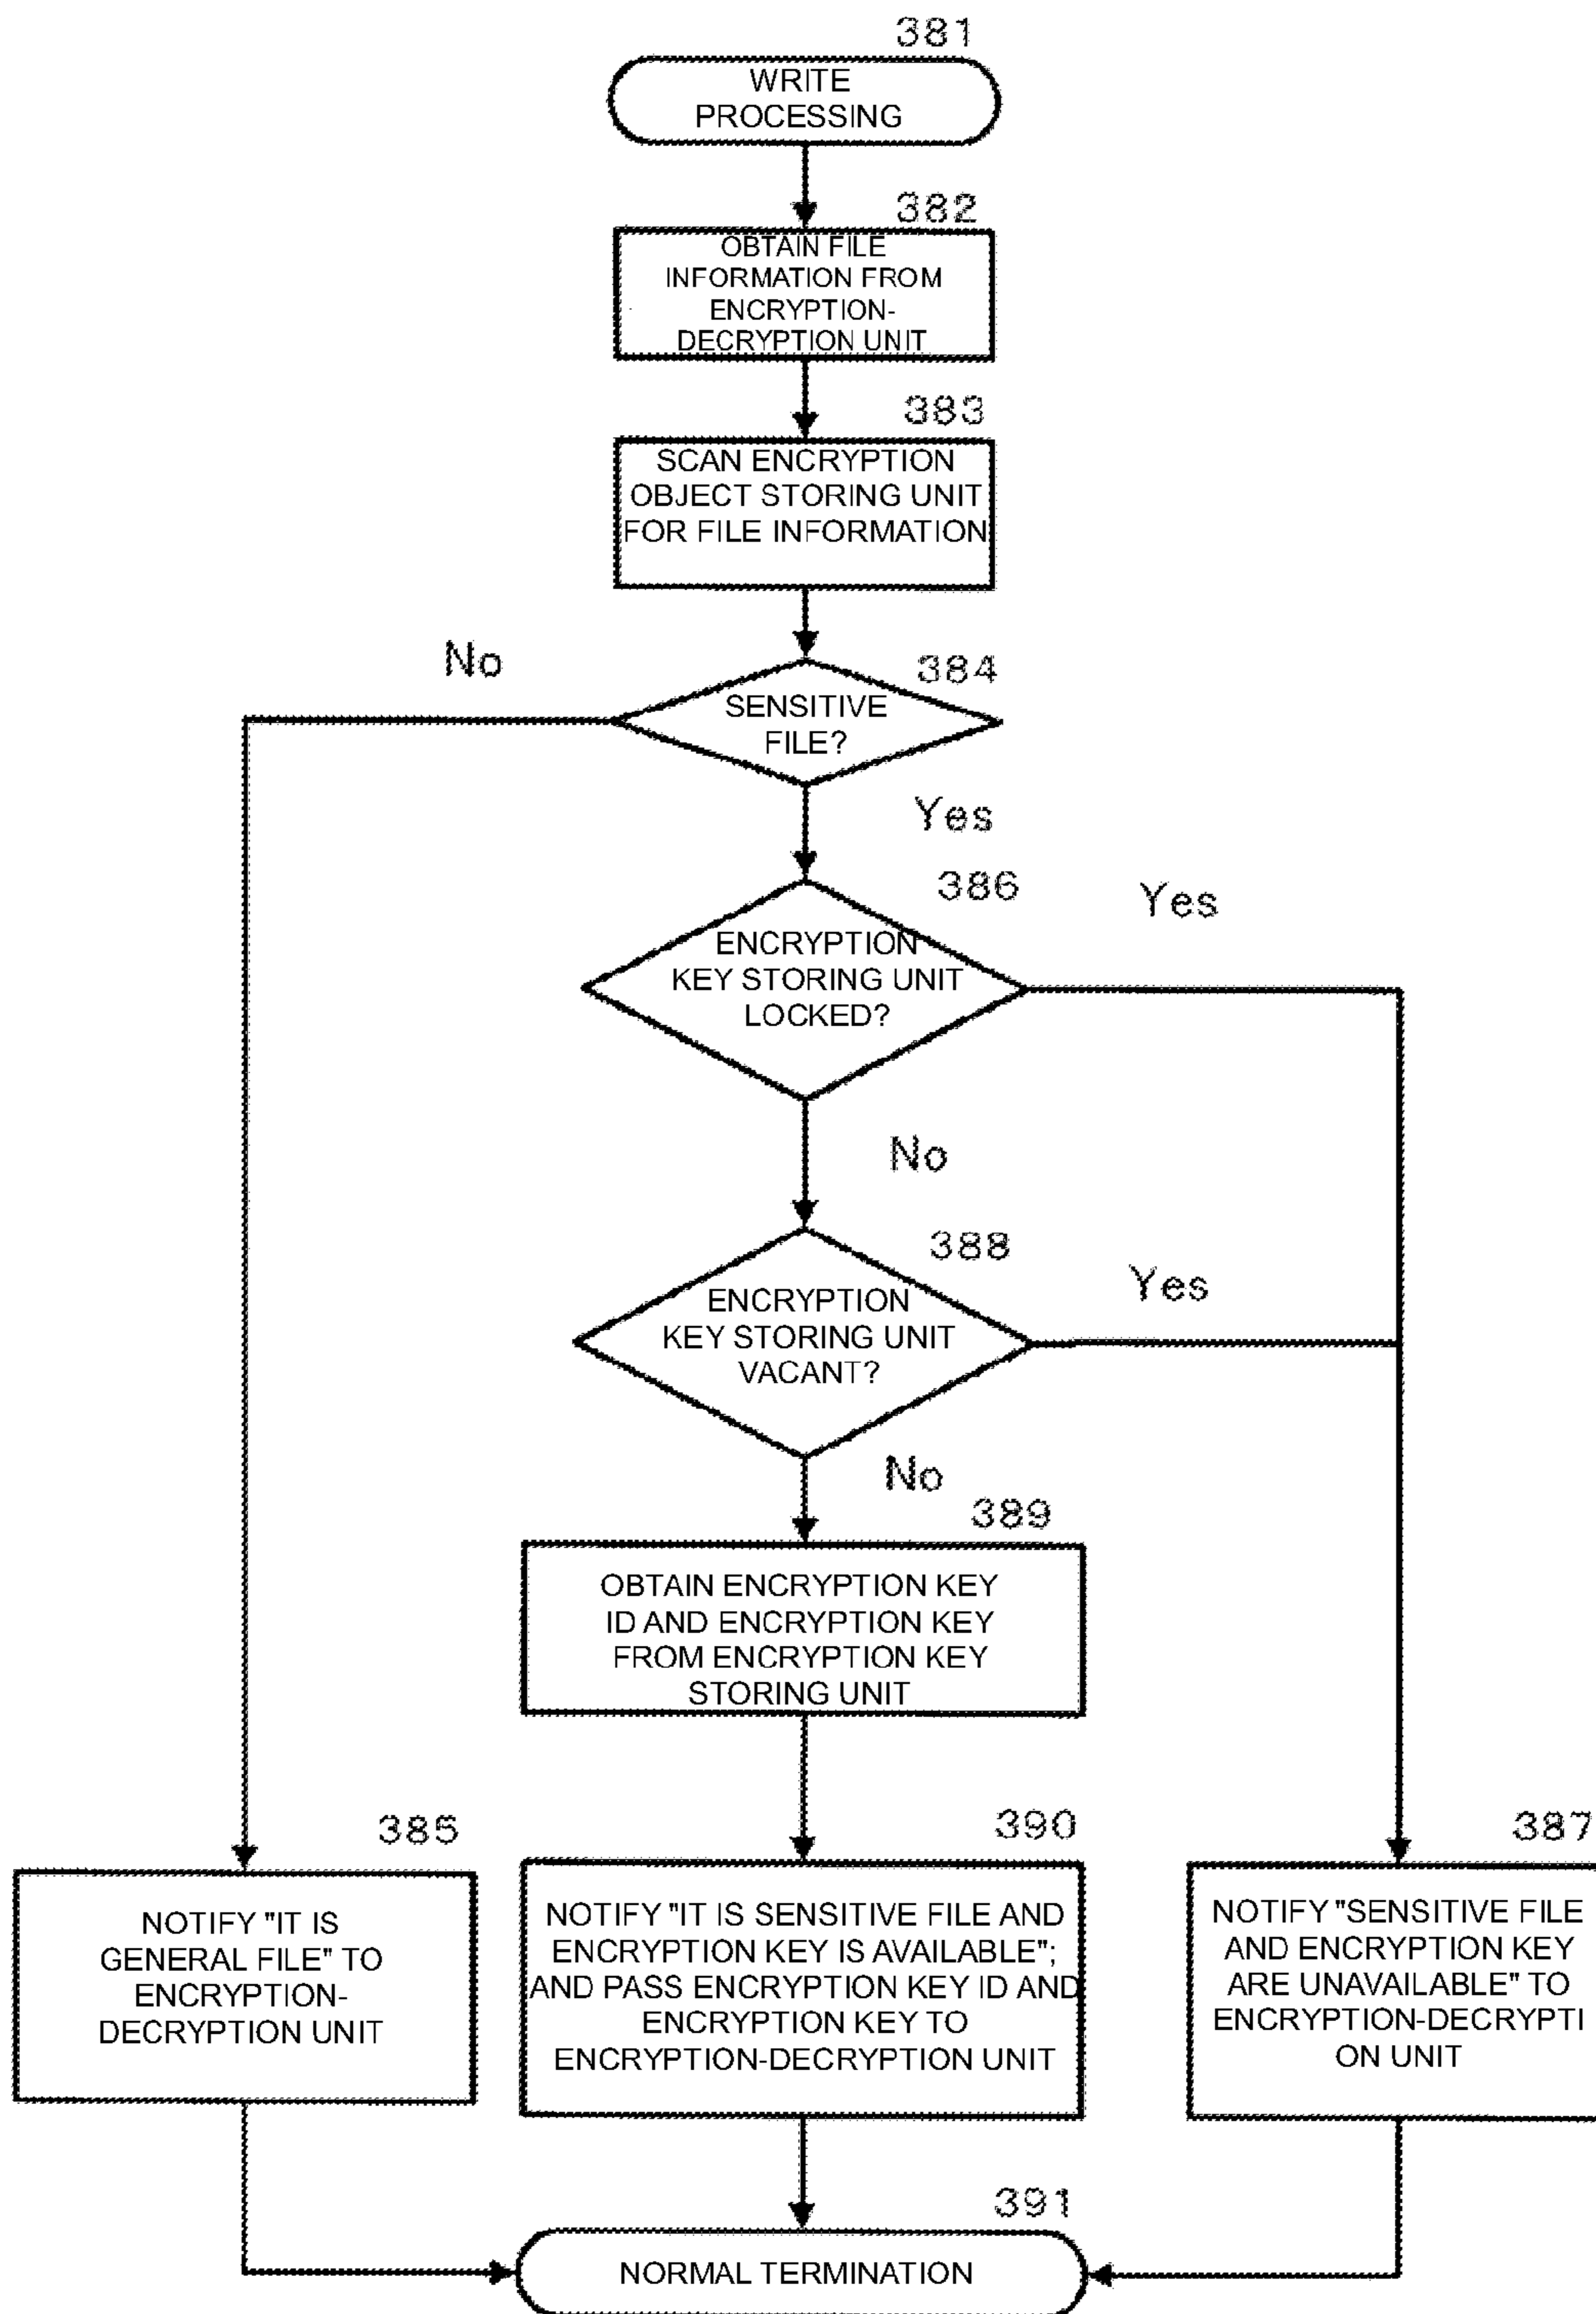 381
WRITE
PROCESSING
382
OBTAIN FILE
INFORMATION FROM
ENCRYPTION-
DECRYPTION UNIT
383
SCAN ENCRYPTION
OBJECT STORING UNIT
FOR FILE INFORMATION
No
384
SENSITIVE
FILE?
Yes
386
Yes
ENCRYPTION
KEY STORING UNIT
LOCKED?
No
388
Yes
ENCRYPTION
KEY STORING UNIT
VACANT?
No
389
OBTAIN ENCRYPTION KEY
ID AND ENCRYPTION KEY
FROM ENCRYPTION KEY
STORING UNIT
385
NOTIFY "IT IS
GENERAL FILE" TO
ENCRYPTION-
DECRYPTION UNIT
390
NOTIFY "IT IS SENSITIVE FILE AND
ENCRYPTION KEY IS AVAILABLE";
AND PASS ENCRYPTION KEY ID AND
ENCRYPTION KEY TO
ENCRYPTION-DECRYPTION UNIT
387
NOTIFY "SENSITIVE FILE
AND ENCRYPTION KEY
ARE UNAVAILABLE" TO
ENCRYPTION-DECRYPTI
ON UNIT
391
NORMAL TERMINATION